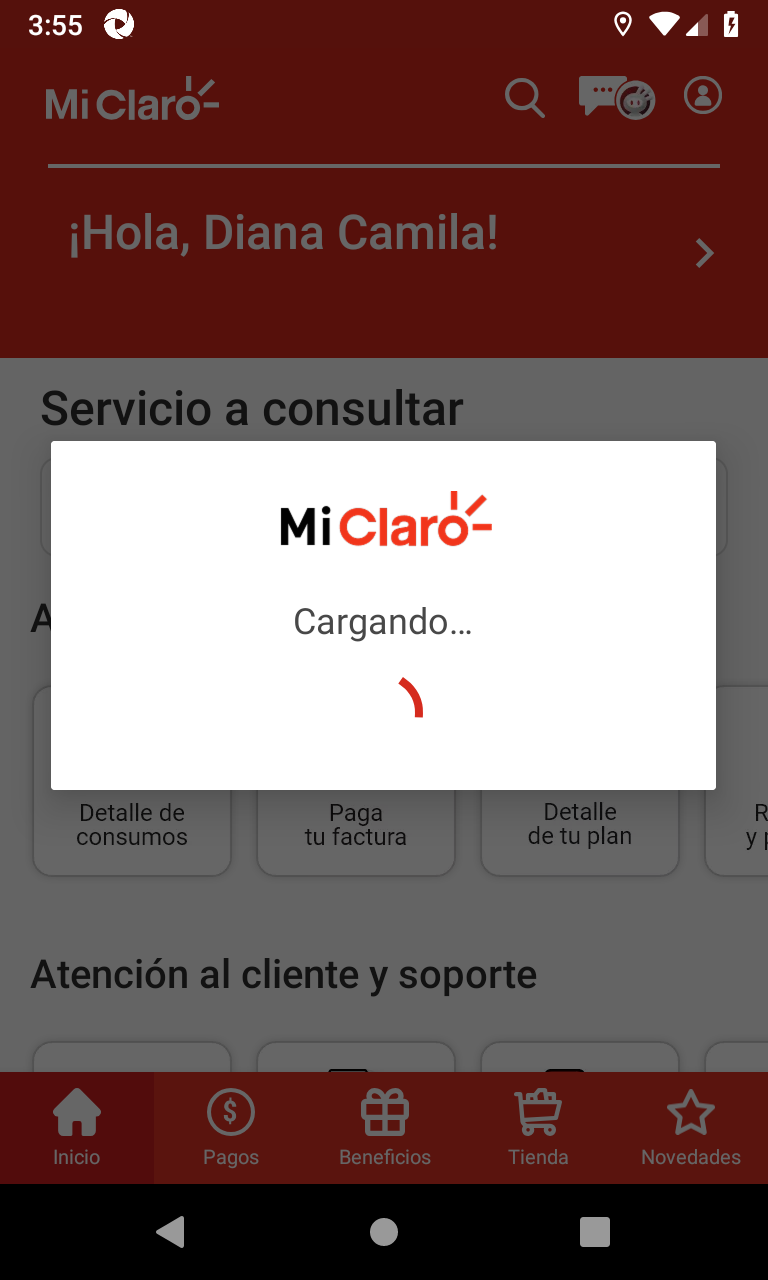 3:55
Mi Claro
¡Hola, Diana Camila!
Servicio a consultar
Mi Claro
Cargando...
Detalle de
consumos
Paga
tu factura
Detalle
de tu plan
Atención al cliente y soporte
Inicio
Pagos
Beneficios
Tienda
Novedades